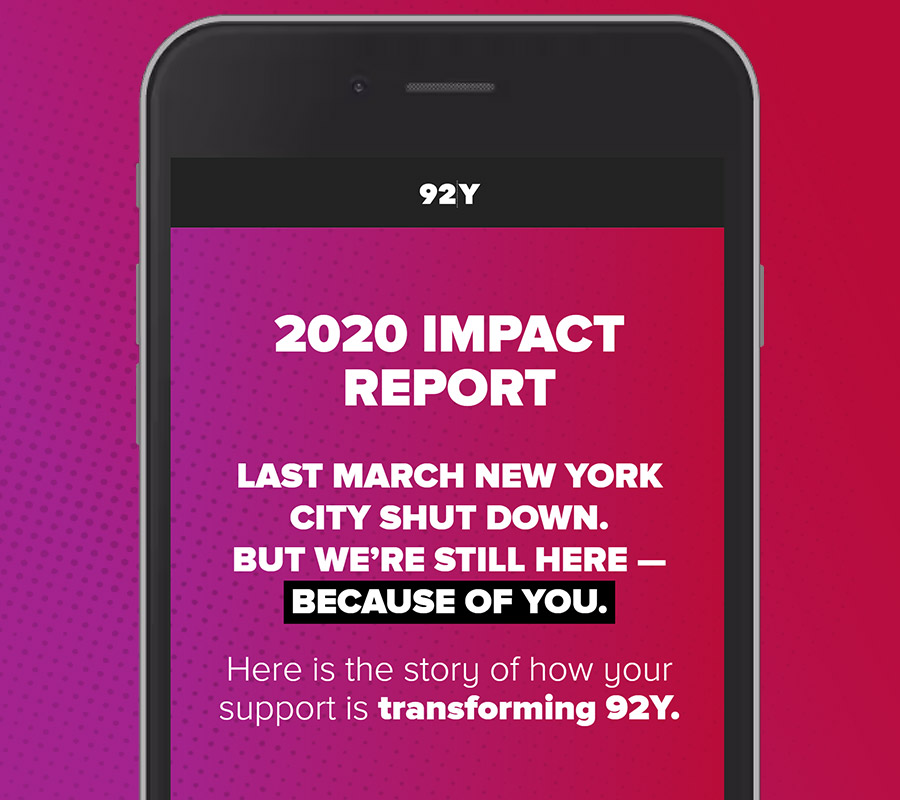 92Y
2020 IMPACT
REPORT
LAST MARCH NEW YORK
CITY SHUT DOWN.
BUT WE’RE STILL HERE —
BECAUSE OF YOU.
Here is the story of how your
support is transforming 92Y.